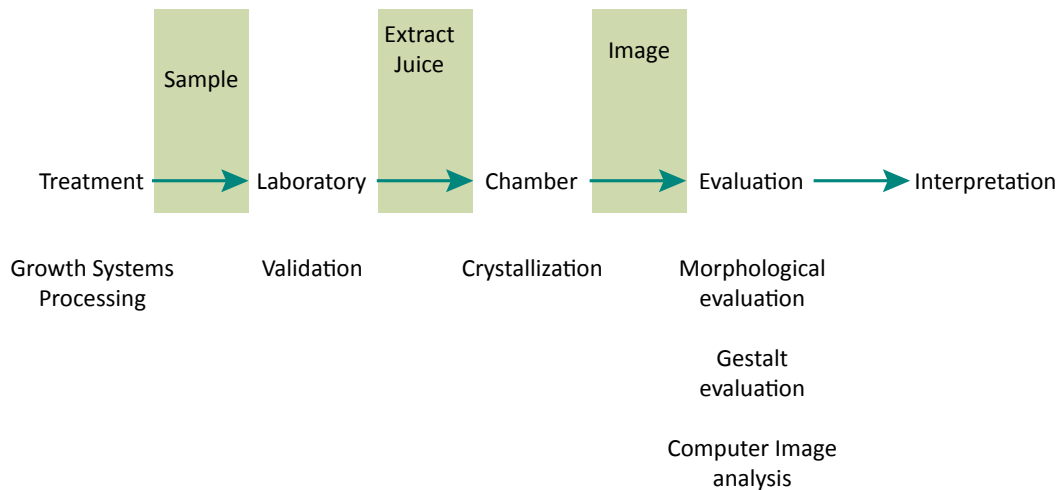 Sample
Extract
Juice
Image
Treatment
Laboratory
Chamber
Evaluation
Interpretation
Growth Systems
Processing
Validation
Crystallization
Morphological
evaluation
Gestalt
evaluation
Computer Image
analysis